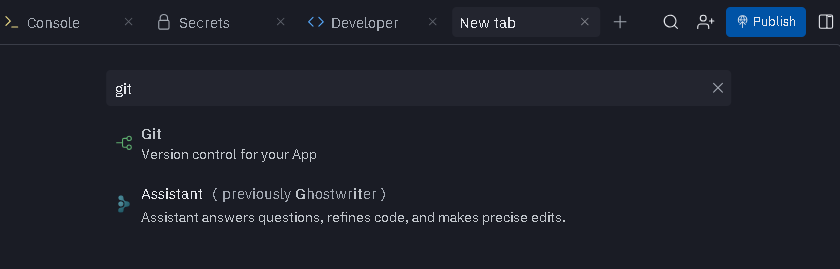 Console Secrets Developer New tab Publish
git
Git
Version control for your App
Assistant ( previously Ghostwriter )
Assistant answers questions, refines code, and makes precise edits.